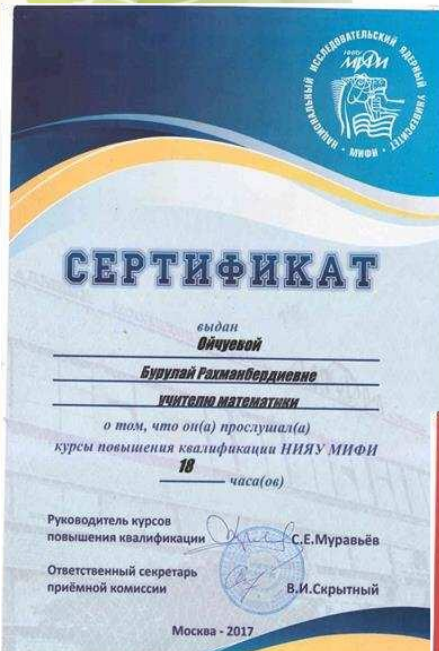 НАЦИОНАЛЬНЫЙ ИССЛЕДОВАТЕЛЬСКИЙ ЯДЕРНЫЙ УНИВЕРСИТЕТ • МИФИ •
МИФИ
СЕРТИФИКАТ
выдан
Ойчуевой
Бурулай Рахманбердиевне
учителю математики
о том, что он(а) прослушал(а)
курсы повышения квалификации НИЯУ МИФИ
18
часа(ов)
Руководитель курсов
повышения квалификации С.Е.Муравьёв
Ответственный секретарь
приёмной комиссии В.И.Скрытный
Москва - 2017